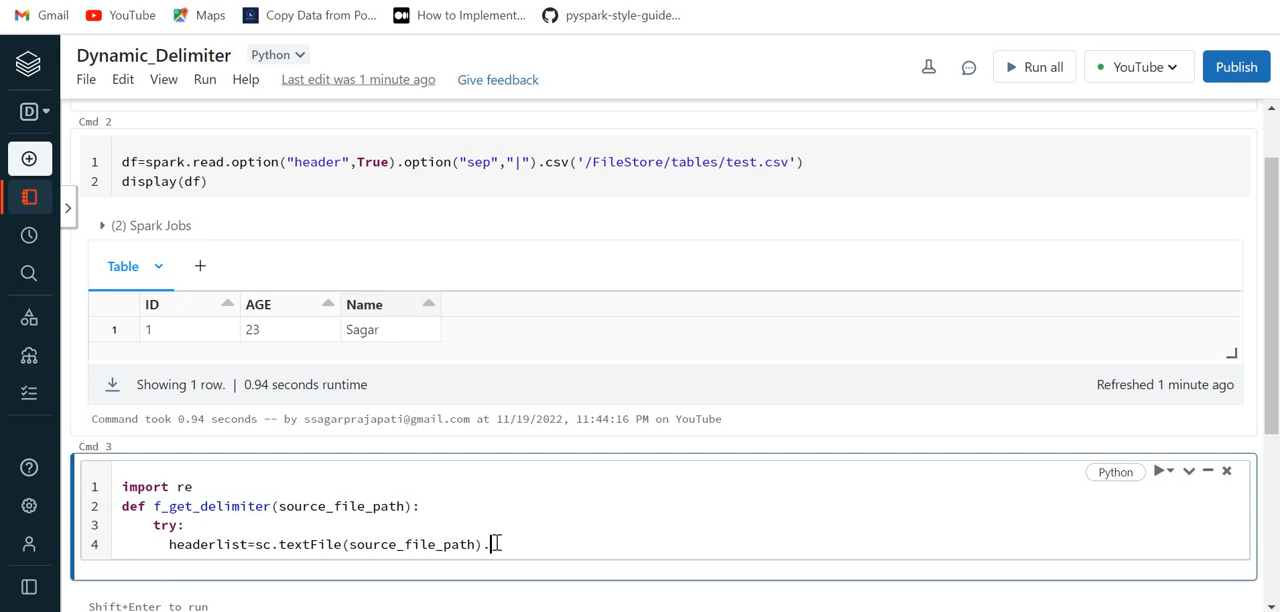 Gmail YouTube Maps Copy Data from Po... How to Implement... pyspark-style-guide...
Dynamic_Delimiter Python
File Edit View Run Help Last edit was 1 minute ago Give feedback
Run all YouTube Publish
D
Cmd 2
1 df=spark.read.option("header",True).option("sep","|").csv('/FileStore/tables/test.csv')
2 display(df)
(2) Spark Jobs
Table +
ID AGE Name
1 1 23 Sagar
Showing 1 row. | 0.94 seconds runtime Refreshed 1 minute ago
Command took 0.94 seconds -- by ssagarprajapati@gmail.com at 11/19/2022, 11:44:16 PM on YouTube
Cmd 3
Python
1 import re
2 def f_get_delimiter(source_file_path):
3 try:
4 headerlist=sc.textFile(source_file_path).
Shift+Enter to run